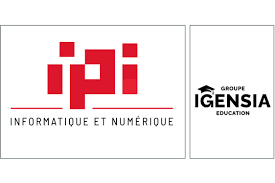 ipi
INFORMATIQUE ET NUMÉRIQUE
GROUPE
IGENSIA
EDUCATION